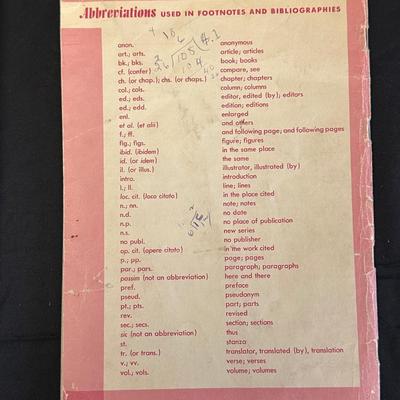 Abbreviations USED IN FOOTNOTES AND BIBLIOGRAPHIES
anon. anonymous
art.; arts. article; articles
bk.; bks. book; books
cf. (confer) compare, see
ch. (or chap.); chs. (or chaps.) chapter; chapters
col.; cols. column; columns
ed.; eds. editor, edited (by); editors
ed.; edd. edition; editions
enl. enlarged
et al. (et alii) and others
f.; ff. and following page; and following pages
fig.; figs. figure; figures
ibid. (ibidem) in the same place
id. (or idem) the same
il. (or illus.) illustrator, illustrated (by)
intro. introduction
l.; ll. line; lines
loc. cit. (loco citato) in the place cited
n.; nn. note; notes
n.d. no date
n.p. no place of publication
n.s. new series
no publ. no publisher
op. cit. (opere citato) in the work cited
p.; pp. page; pages
par.; pars. paragraph; paragraphs
passim (not an abbreviation) here and there
pref. preface
pseud. pseudonym
pt.; pts. part; parts
rev. revised
sec.; secs. section; sections
sic (not an abbreviation) thus
st. stanza
tr. (or trans.) translator, translated (by), translation
v.; vv. verse; verses
vol.; vols. volume; volumes